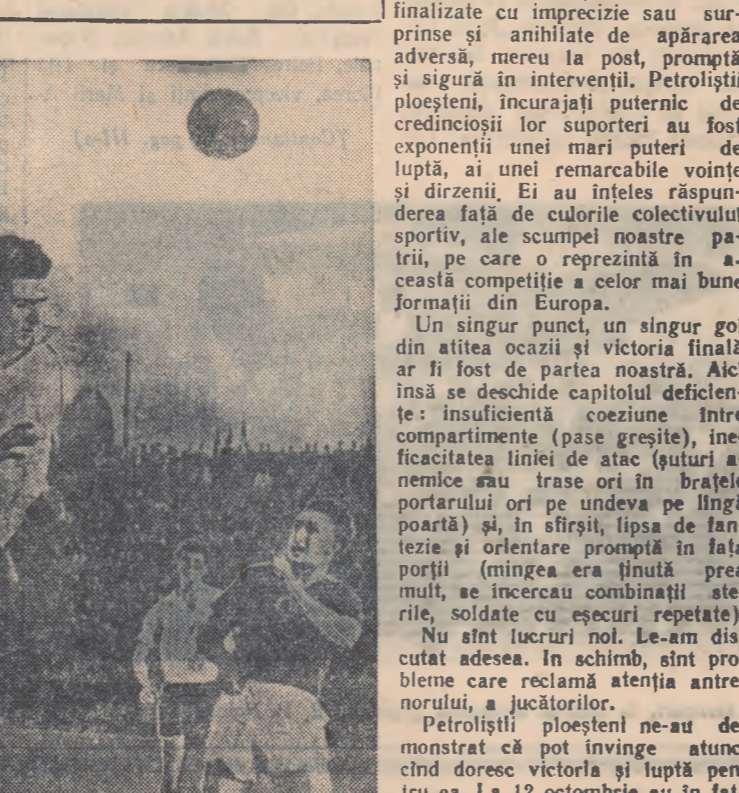 finalizate cu imprecizie sau sur-
prinse și anihilate de apărarea
adversă, mereu la post, promptă
și sigură în intervenții. Petroliștii
ploeșteni, încurajați puternic de
credincioșii lor suporteri au fost
exponenții unei mari puteri de
luptă, ai unei remarcabile voințe
și dirzenii. Ei au înțeles răspun-
derea față de culorile colectivului
sportiv, ale scumpei noastre pa-
trii, pe care o reprezintă în a-
ceastă competiție a celor mai bune
formații din Europa.
Un singur punct, un singur gol
din atitea ocazii și victoria finală
ar fi fost de partea noastră. Aici
însă se deschide capitolul deficien-
țe: insuficientă coeziune între
compartimente (pase greșite), ine-
ficacitatea liniei de atac (șuturi a-
nemice sau trase ori în brațele
portarului ori pe undeva pe lîngă
poartă) și, în sfîrșit, lipsa de fan
tezie și orientare promptă în fața
porții (mingea era ținută prea
mult, se încercau combinații ste
rile, soldate cu eșecuri repetate)
Nu sînt lucruri noi. Le-am dis
cutat adesea. In schimb, sînt pro
bleme care reclamă atenția antre
norului, a jucătorilor.
Petroliștii ploeșteni ne-au de
monstrat că pot învinge atunc
cînd doresc victoria și luptă pen
tru ea. La 12 octombrie au în